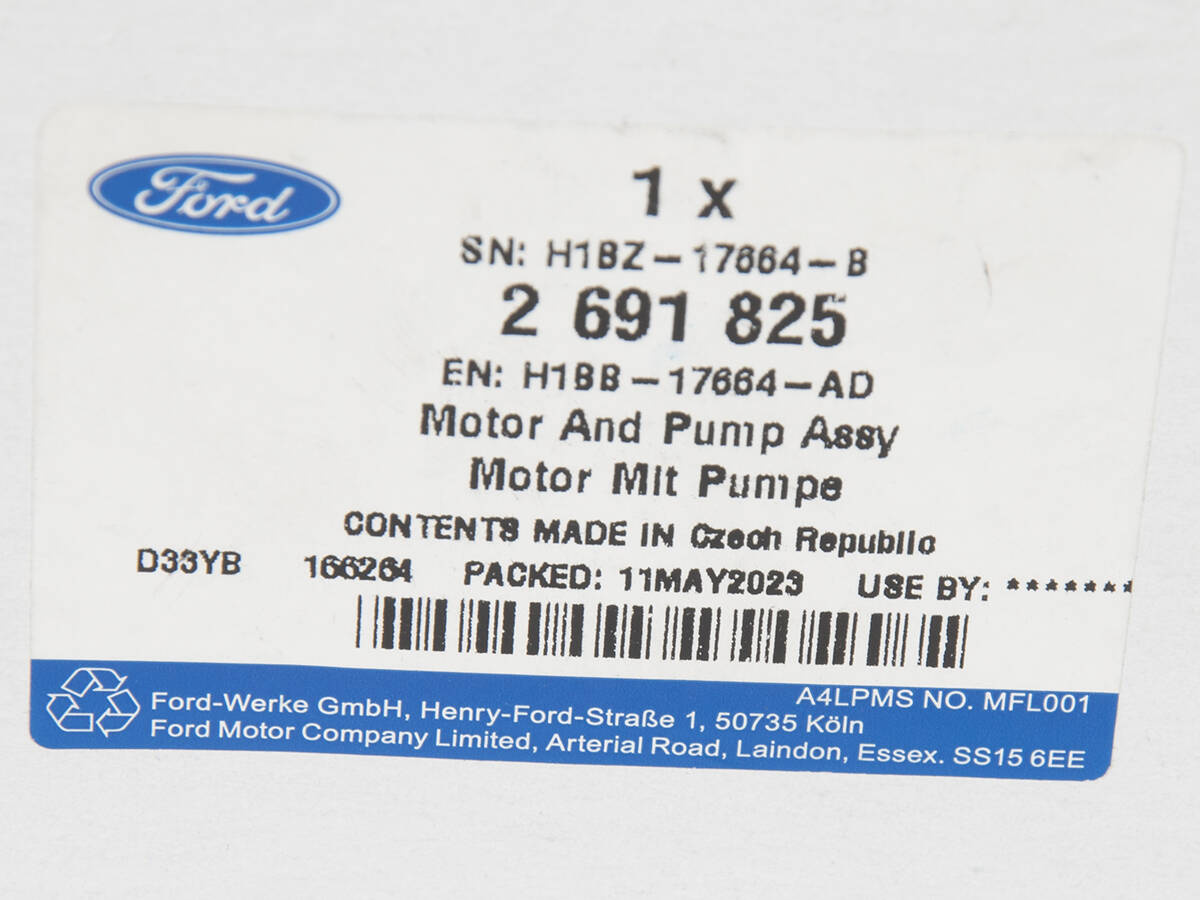 Ford
1 X
SN: H1BZ-17664-B
2 691 825
EN: H1BB-17664-AD
Motor And Pump Assy
Motor Mit Pumpe
CONTENTS MADE IN Czech Republic
D33YB 166264 PACKED: 11MAY2023 USE BY: *******
A4LPMS NO. MFL001
Ford-Werke GmbH, Henry-Ford-Straße 1, 50735 Köln
Ford Motor Company Limited, Arterial Road, Laindon, Essex. SS15 6EE